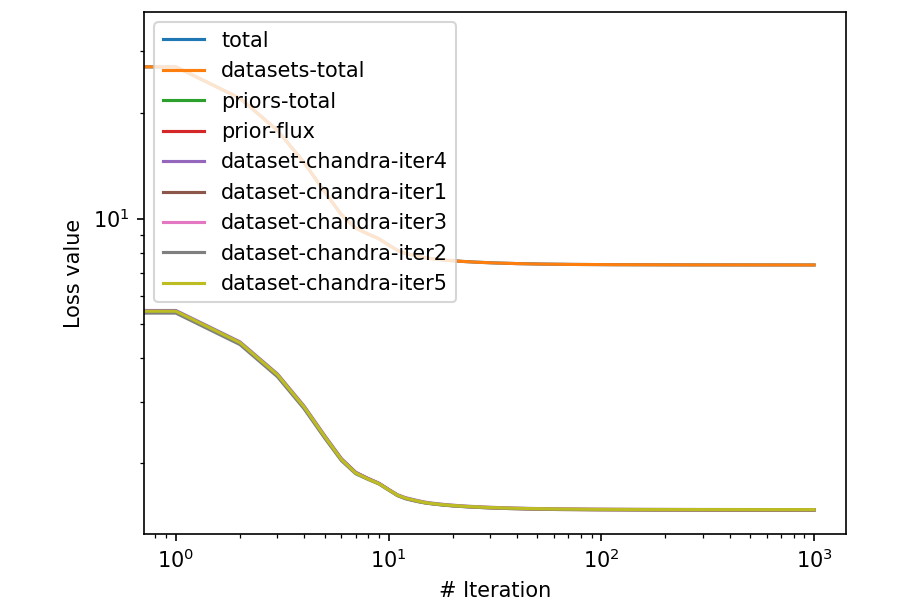 total
datasets-total
priors-total
prior-flux
dataset-chandra-iter4
dataset-chandra-iter1
dataset-chandra-iter3
dataset-chandra-iter2
dataset-chandra-iter5
10¹
Loss value
10⁰ 10¹ 10² 10³
# Iteration